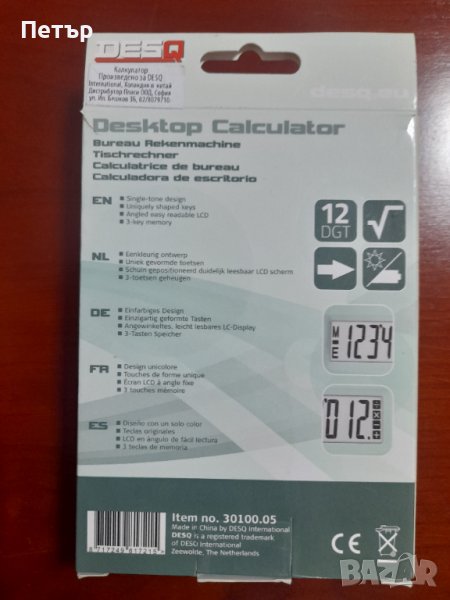 Петър
DESQ
desq.eu
Калкулатор
Произведено за DESQ
International, Холандия в Китай
Дистрибутор Плеси ООД, София
Desktop Calculator
Bureau Rekenmachine
Tischrechner
Calculatrice de bureau
Calculadora de escritorio
EN
Single-tone design
Uniquely shaped keys
Angled easy readable LCD
3-key memory
12
DGT
NL
Eenkleurig ontwerp
Uniek gevormde toetsen
Schuin gepositioneerd duidelijk leesbaar LCD scherm
3-toetsen geheugen
DE
Einfarbiges Design
Einzigartig geformte Tasten
Angewinkeltes, leicht lesbares LC-Display
3-Tasten Speicher
M
E
1234
FR
Design unicolore
Touches de forme unique
Écran LCD à angle fixe
3 touches mémoire
012.
ES
Diseño con un solo color
Teclas originales
LCD en ángulo de fácil lectura
3 teclas de memoria
Item no. 30100.05
Made in China by DESQ International
DESQ is a registered trademark
of DESQ International
Zeewolde, The Netherlands
8717249817215
CE
BAZAR